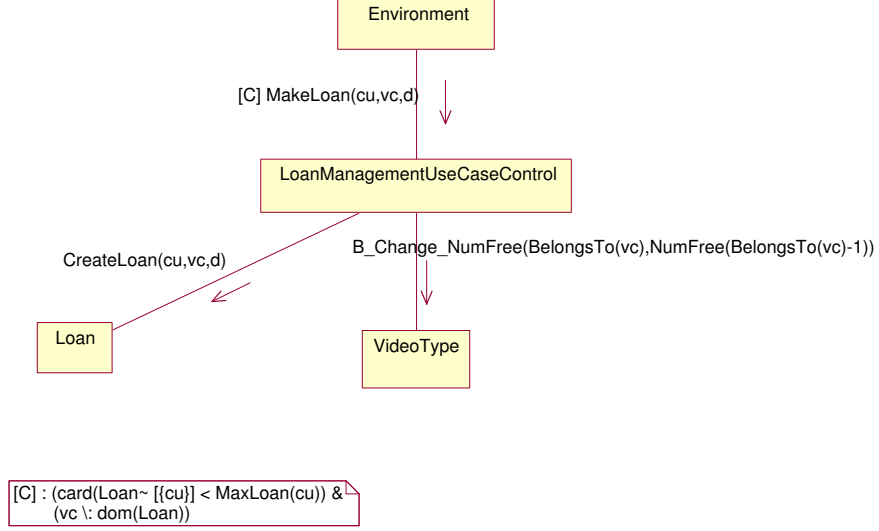 Environment
[C] MakeLoan(cu,vc,d)
LoanManagementUseCaseControl
B_Change_NumFree(BelongsTo(vc),NumFree(BelongsTo(vc)-1))
CreateLoan(cu,vc,d)
Loan
VideoType
[C] : (card(Loan~ [{cu}] < MaxLoan(cu)) &
(vc \: dom(Loan))